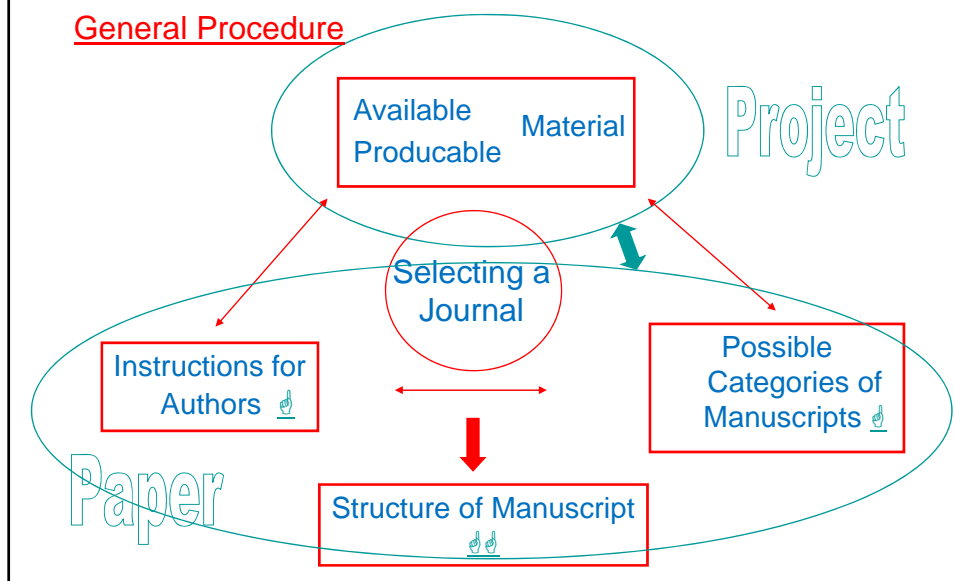 General Procedure
Available
Material
Producable
Project
Selecting a
Journal
Instructions for
Authors ☝
Possible
Categories of
Manuscripts ☝
Paper
Structure of Manuscript
☝☝